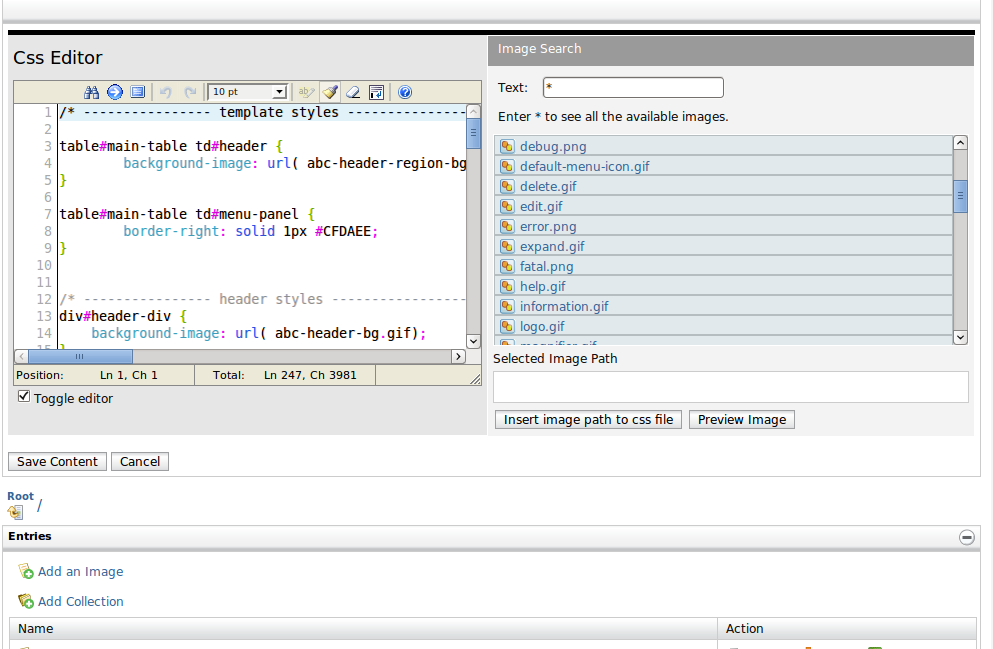 Css Editor
10 pt
1 /* ---------------- template styles ---------------
2
3 table#main-table td#header {
4 background-image: url( abc-header-region-bg
5 }
6
7 table#main-table td#menu-panel {
8 border-right: solid 1px #CFDAEE;
9 }
10
11
12 /* ---------------- header styles -----------------
13 div#header-div {
14 background-image: url( abc-header-bg.gif);
15 }
Position: Ln 1, Ch 1 Total: Ln 247, Ch 3981
Toggle editor
Image Search
Text: *
Enter * to see all the available images.
debug.png
default-menu-icon.gif
delete.gif
edit.gif
error.png
expand.gif
fatal.png
help.gif
information.gif
logo.gif
magnifier.gif
Selected Image Path
Insert image path to css file Preview Image
Save Content Cancel
Root
/
Entries
Add an Image
Add Collection
Name Action